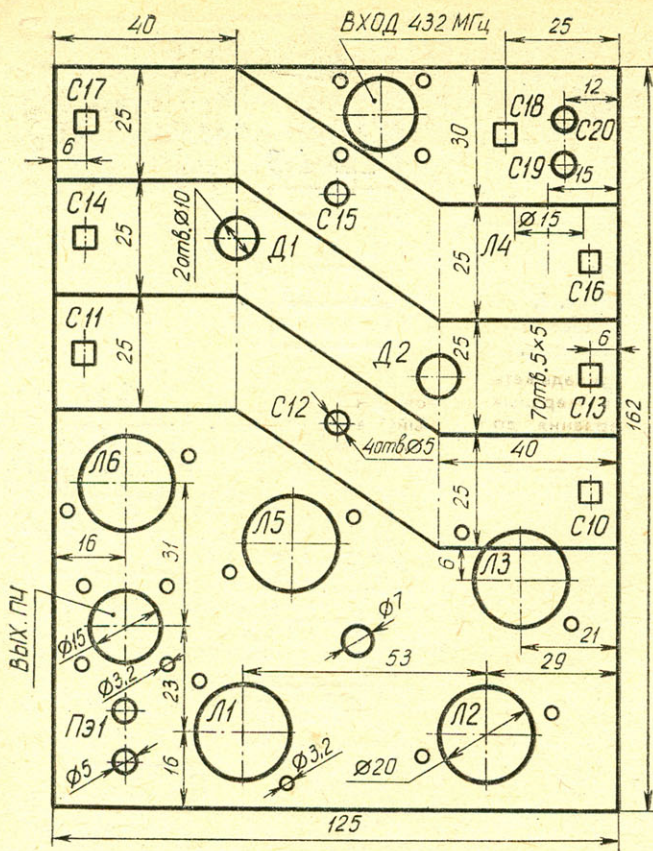 40
ВХОД 432 МГц
25
12
С17
25
6
30
С18
С20
С19
15
С14
2отв.Ø10
Д1
С15
25
Ø15
Л4
25
С16
С11
25
Д2
25
7отв.5×5
6
С13
162
С12
4отвØ5
40
Л6
25
С10
Л5
16
31
6
Л3
ВЫХ. ПЧ
Ø15
Ø7
21
53
29
Ø3,2
23
ПЭ1
Л1
Л2
Ø5
16
Ø3,2
Ø20
125